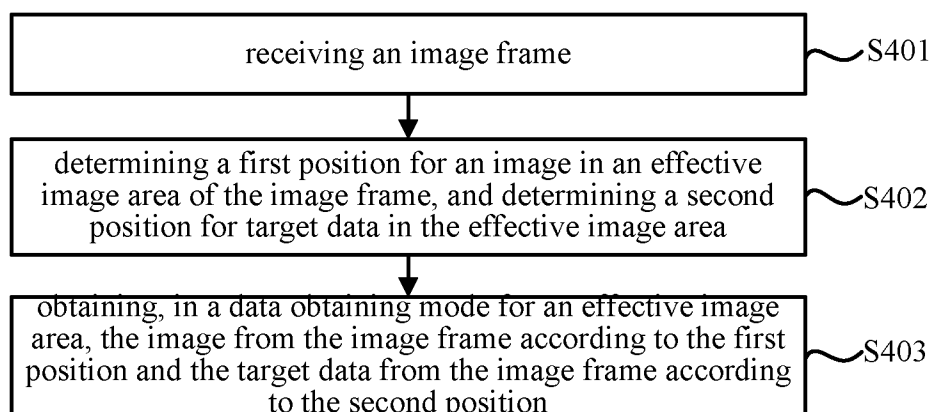 receiving an image frame
S401
determining a first position for an image in an effective
image area of the image frame, and determining a second
position for target data in the effective image area
S402
obtaining, in a data obtaining mode for an effective image
area, the image from the image frame according to the first
position and the target data from the image frame according
to the second position
S403